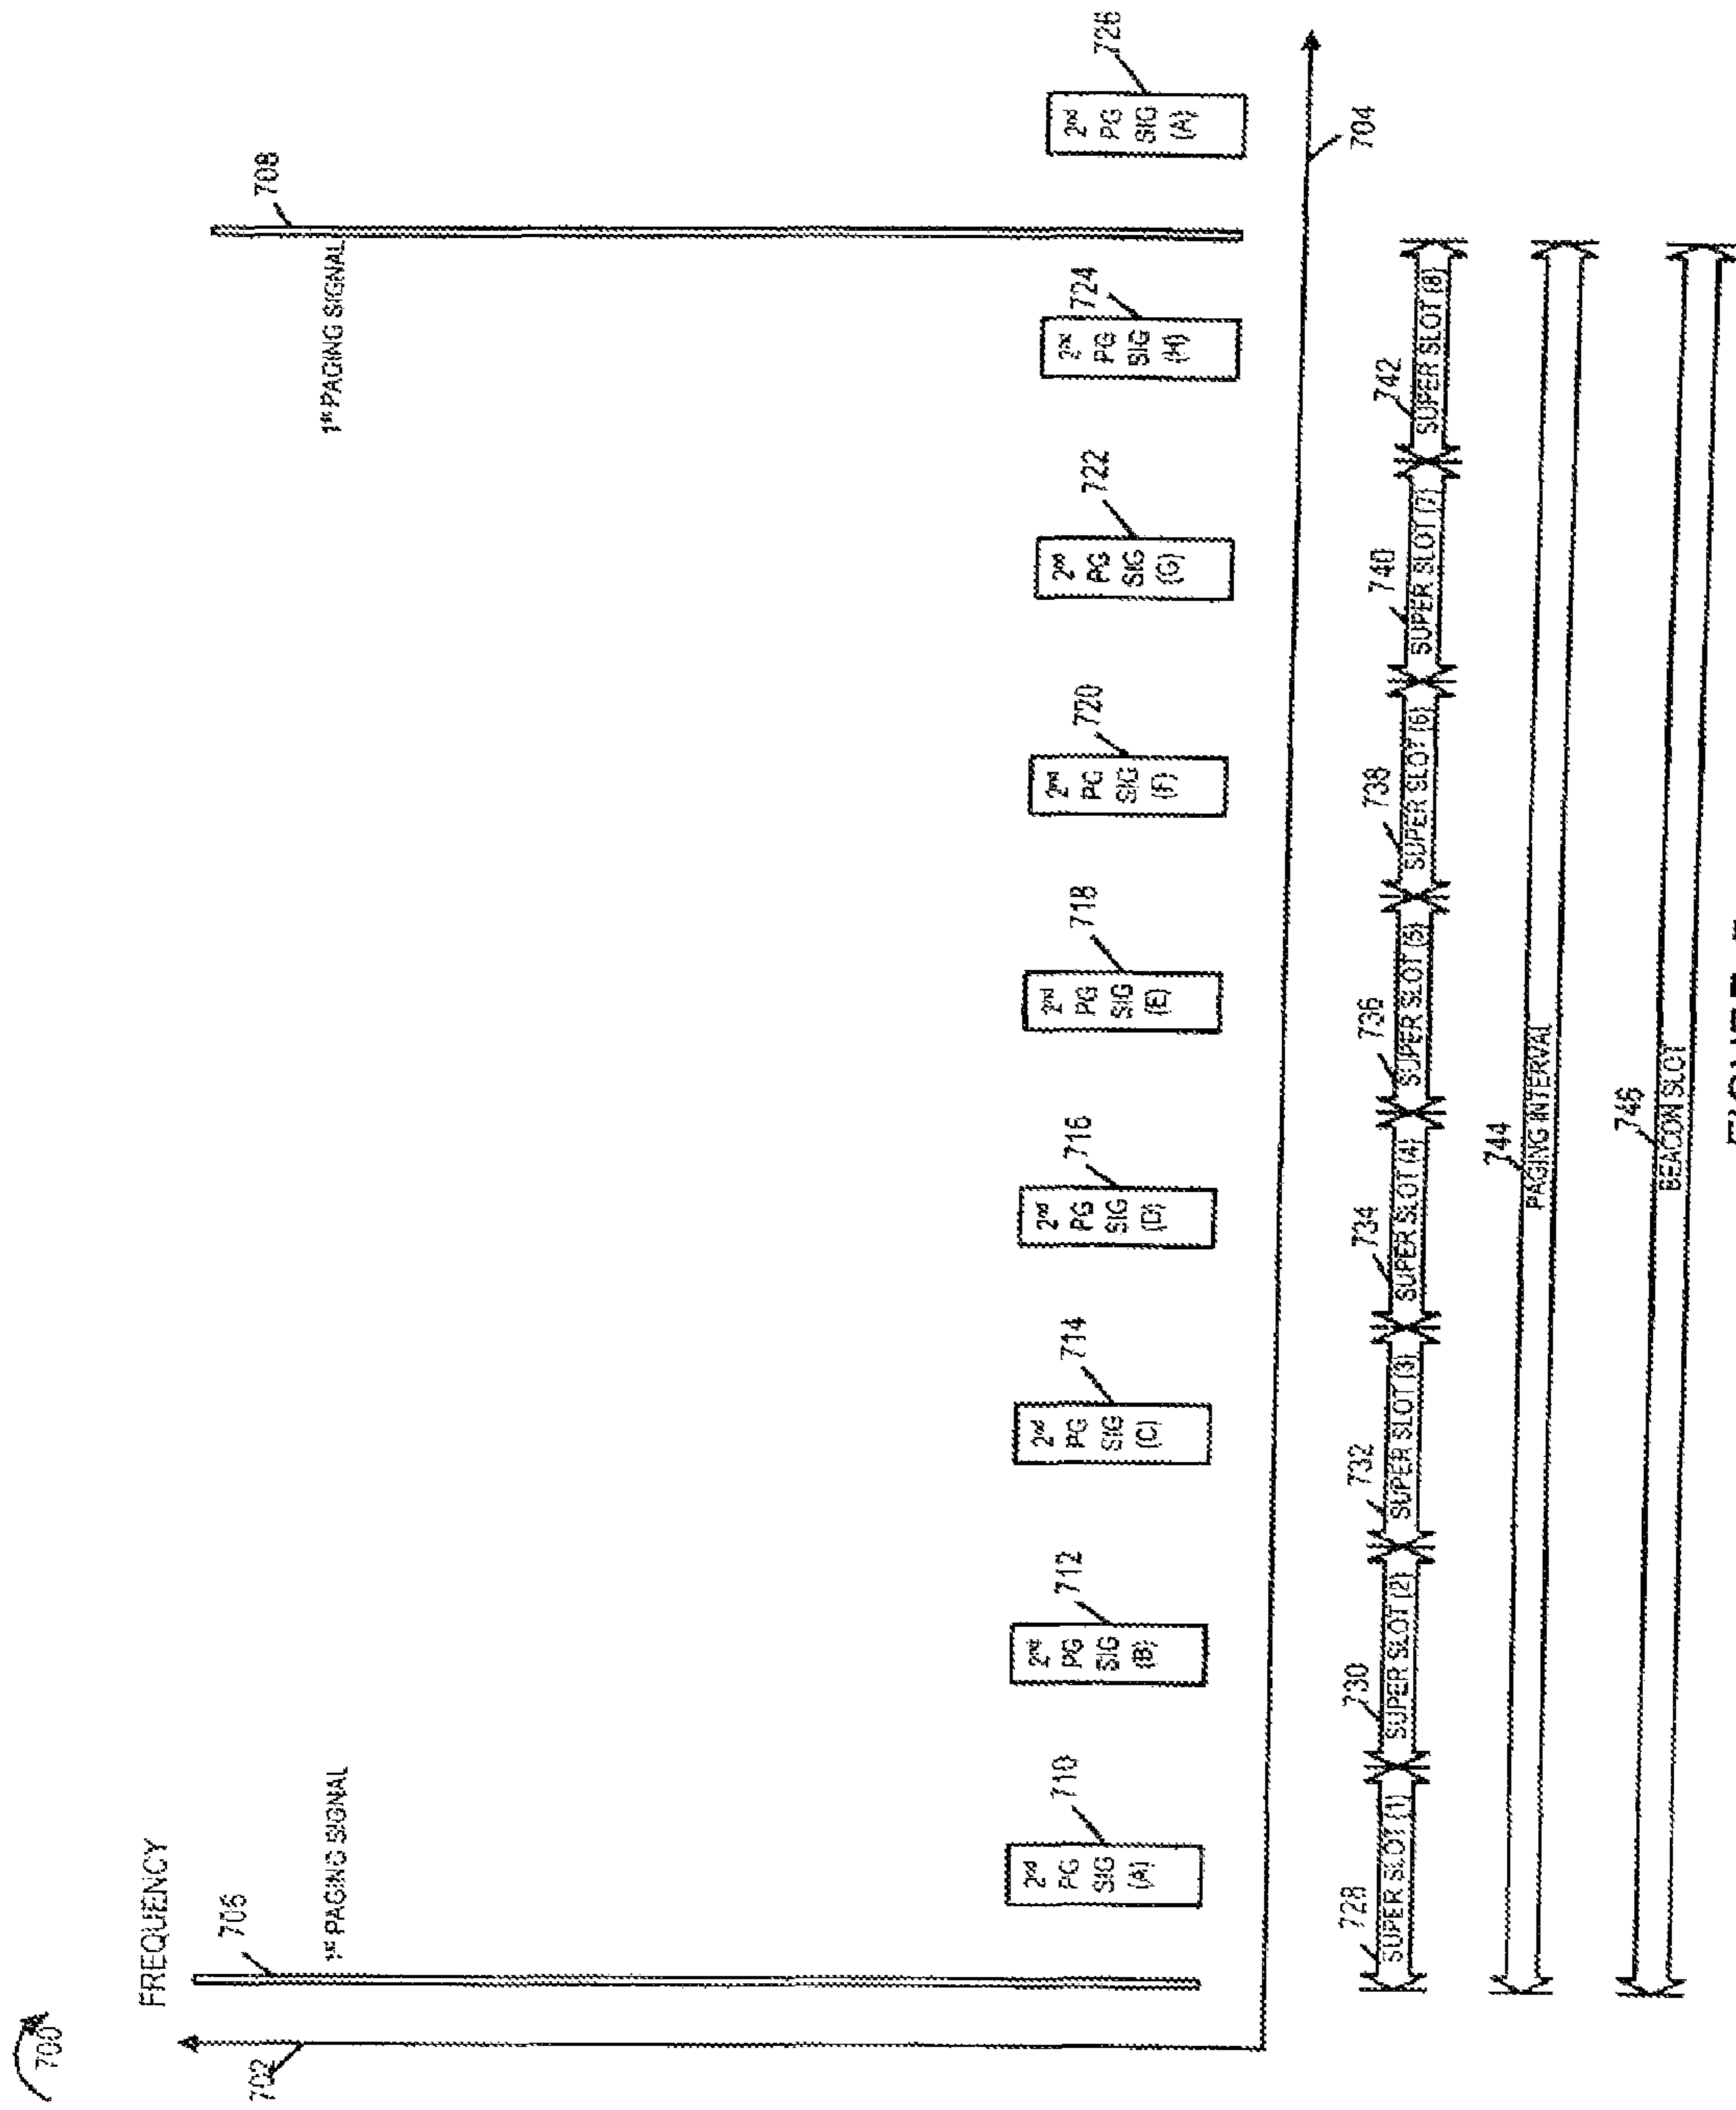 700
FREQUENCY
702
706
1st PAGING SIGNAL
708
1st PAGING SIGNAL
710
2nd
PG
SIG
(A)
712
2nd
PG
SIG
(B)
714
2nd
PG
SIG
(C)
716
2nd
PG
SIG
(D)
718
2nd
PG
SIG
(E)
720
2nd
PG
SIG
(F)
722
2nd
PG
SIG
(G)
724
2nd
PG
SIG
(H)
726
2nd
PG
SIG
(A)
704
728
SUPER SLOT (1)
730
SUPER SLOT (2)
732
SUPER SLOT (3)
734
SUPER SLOT (4)
736
SUPER SLOT (5)
738
SUPER SLOT (6)
740
SUPER SLOT (7)
742
SUPER SLOT (8)
744
PAGING INTERVAL
746
BEACON SLOT